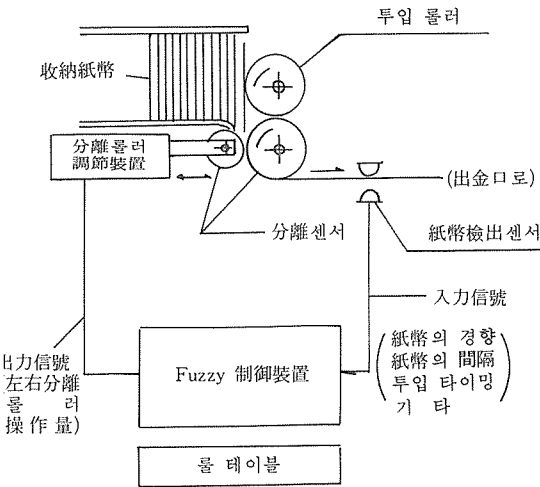 투입 롤러
收納紙幣
分離롤러
調節裝置
(出金口로)
分離센서
紙幣檢出센서
入力信號
(紙幣의 경향
紙幣의 間隔
투입 타이밍
기 타)
出力信號
(左右分離
롤 러
操作量)
Fuzzy 制御裝置
룰 테이블